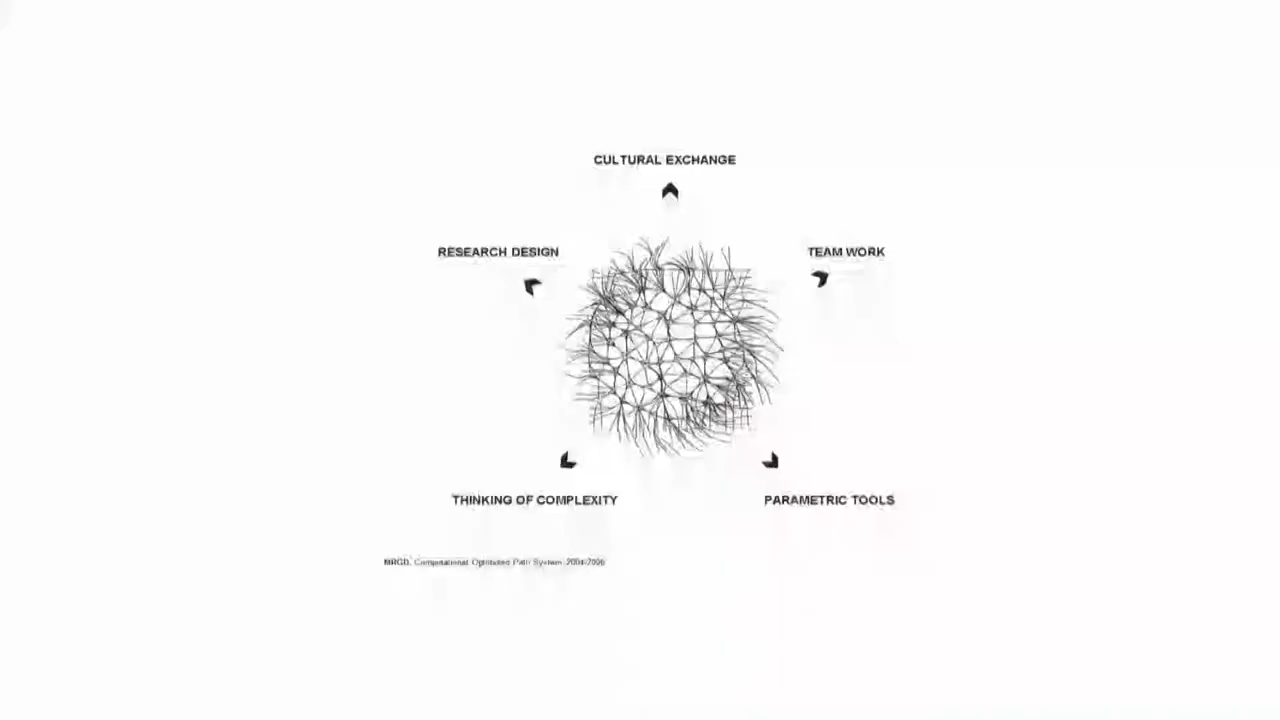 CULTURAL EXCHANGE
RESEARCH DESIGN
TEAM WORK
THINKING OF COMPLEXITY
PARAMETRIC TOOLS
MRGD. Computational Optimized Path System 2004-2006